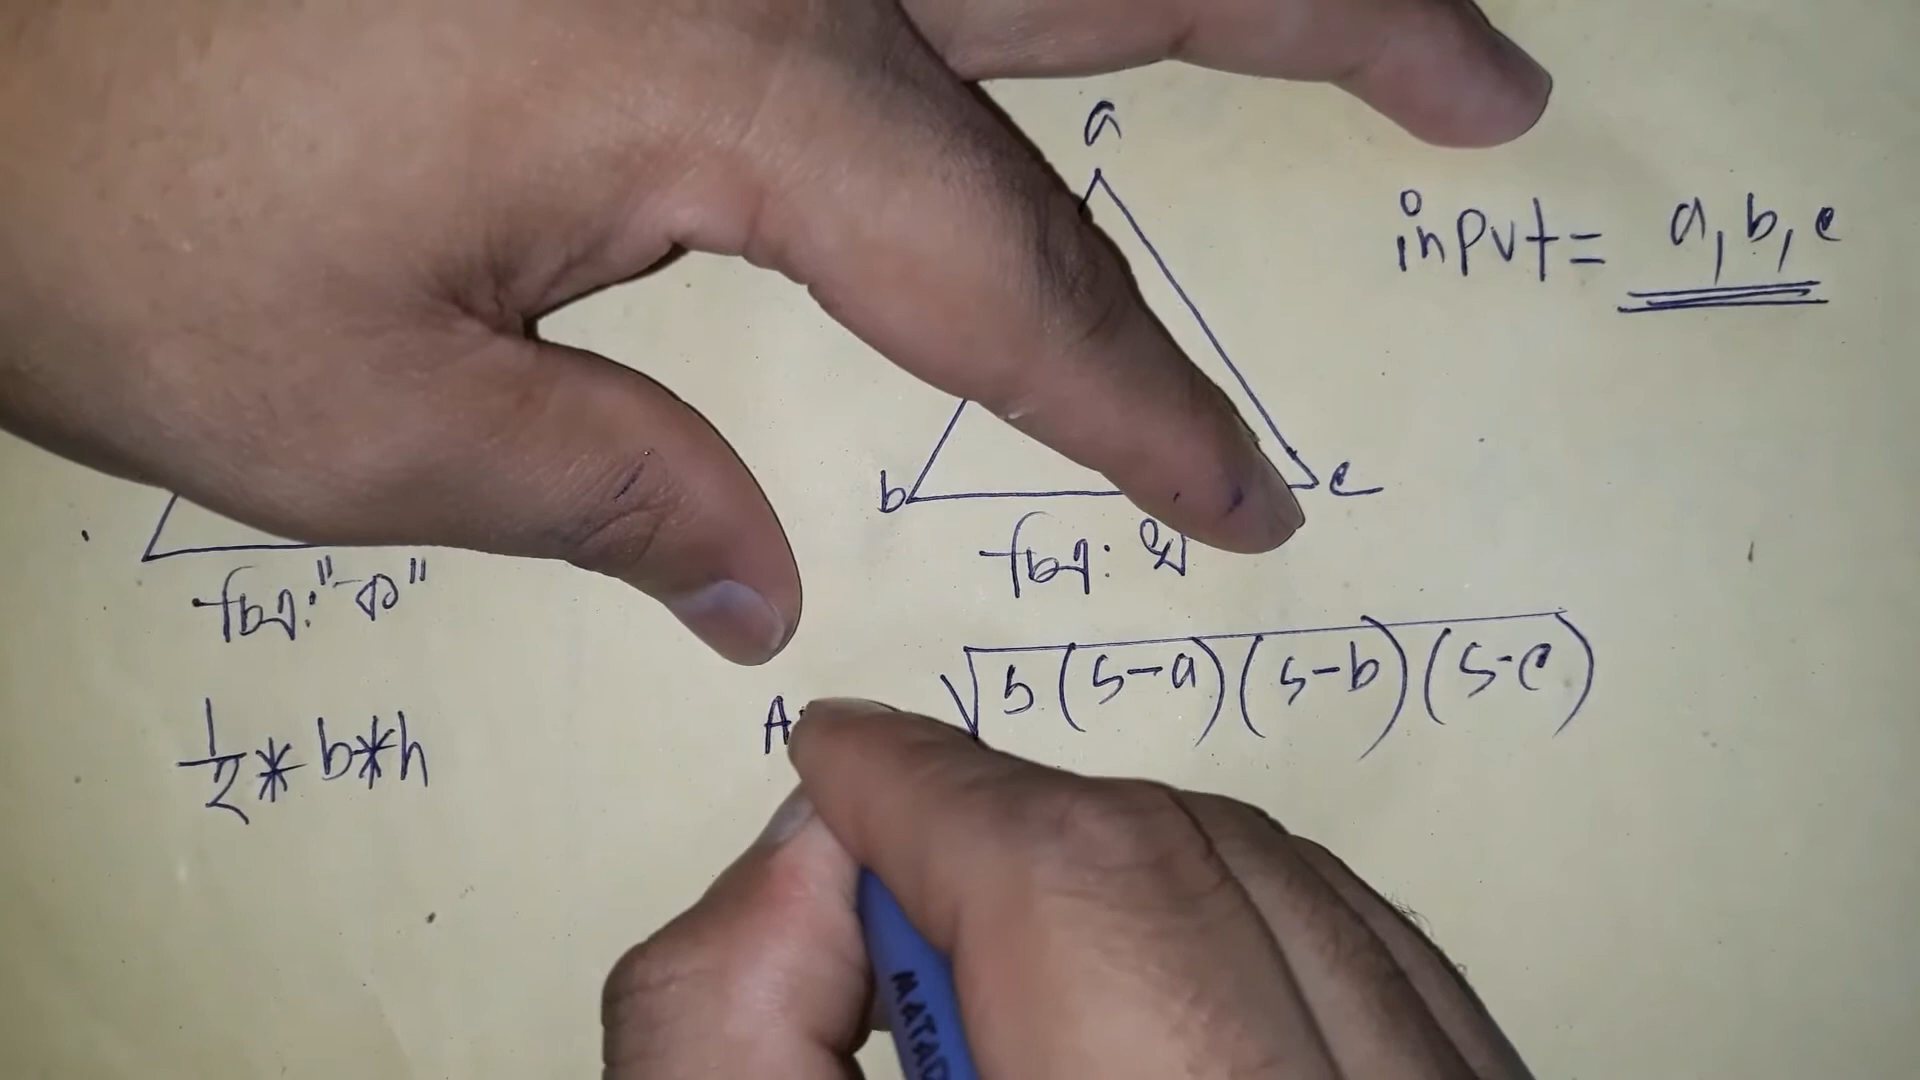 a
input = a, b, c
b
c
চিত্র: "ক"
চিত্র: খ
1/2 * b * h
√s(s-a)(s-b)(s-c)